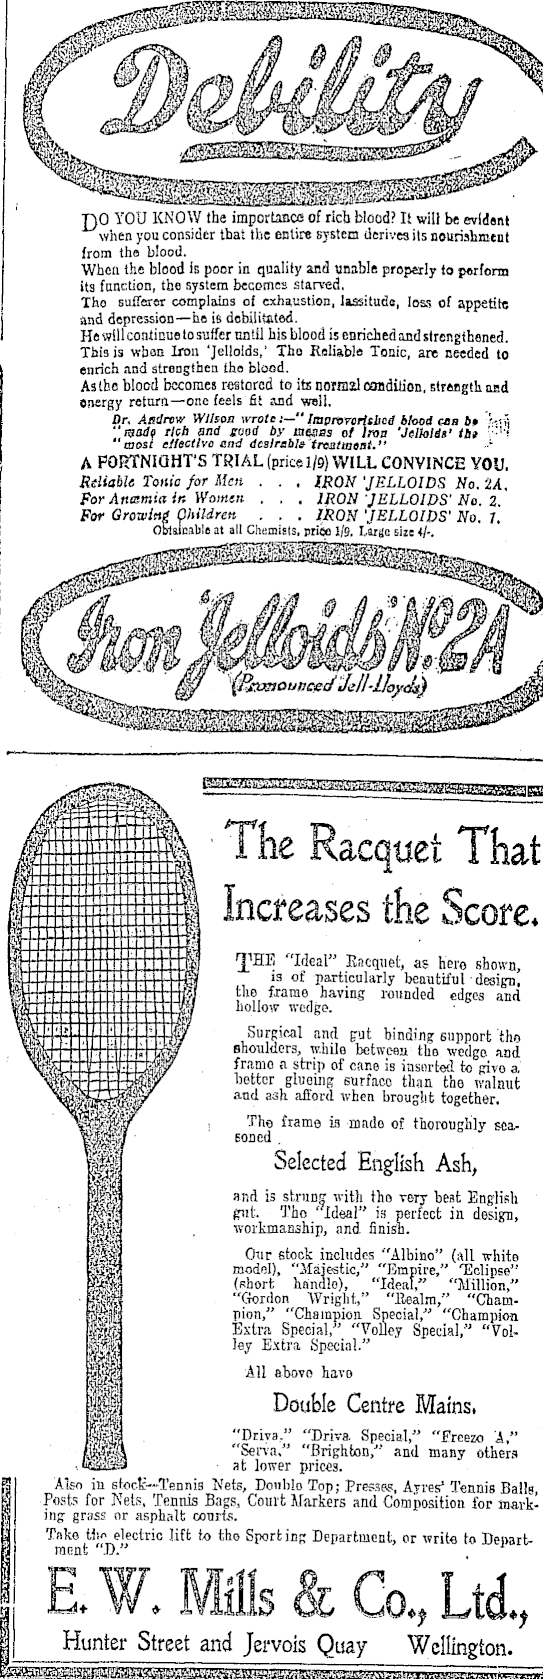 Debility
DO YOU KNOW the importance of rich blood? It will be evident
when you consider that the entire system derives its nourishment
from the blood.
When the blood is poor in quality and unable properly to perform
its function, the system becomes starved.
The sufferer complains of exhaustion, lassitude, loss of appetite
and depression—he is debilitated.
He will continue to suffer until his blood is enriched and strengthened.
This is when Iron 'Jelloids,' The Reliable Tonic, are needed to
enrich and strengthen the blood.
As the blood becomes restored to its normal condition, strength and
energy return—one feels fit and well.
Dr. Andrew Wilson wrote:—"Impoverished blood can be
"made rich and good by means of Iron 'Jelloids' the
"most effective and desirable treatment."
A FORTNIGHT'S TRIAL (price 1/9) WILL CONVINCE YOU.
Reliable Tonic for Men . . . IRON 'JELLOIDS No. 2A.
For Anæmia in Women . . . IRON 'JELLOIDS' No. 2.
For Growing Children . . . IRON 'JELLOIDS' No. 1.
Obtainable at all Chemists, price 1/9. Large size 4/-.
Iron 'Jelloids' No. 2A
(Pronounced Jell-Lloyds)
The Racquet That
Increases the Score.
THE "Ideal" Racquet, as here shown,
is of particularly beautiful design,
the frame having rounded edges and
hollow wedge.
Surgical and gut binding support the
shoulders, while between the wedge and
frame a strip of cane is inserted to give a
better glueing surface than the walnut
and ash afford when brought together.
The frame is made of thoroughly sea-
soned
Selected English Ash,
and is strung with the very best English
gut. The "Ideal" is perfect in design,
workmanship, and finish.
Our stock includes "Albino" (all white
model), "Majestic," "Empire," "Eclipse"
(short handle), "Ideal," "Million,"
"Gordon Wright," "Realm," "Cham-
pion," "Champion Special," "Champion
Extra Special," "Volley Special," "Vol-
ley Extra Special."
All above have
Double Centre Mains.
"Driva," "Driva Special," "Freezo A,"
"Serva," "Brighton," and many others
at lower prices.
Also in stock—Tennis Nets, Double Top; Presses, Ayres' Tennis Balls,
Posts for Nets, Tennis Bags, Court Markers and Composition for mark-
ing grass or asphalt courts.
Take the electric lift to the Sporting Department, or write to Depart-
ment "D."
E. W. Mills & Co., Ltd.,
Hunter Street and Jervois Quay Wellington.